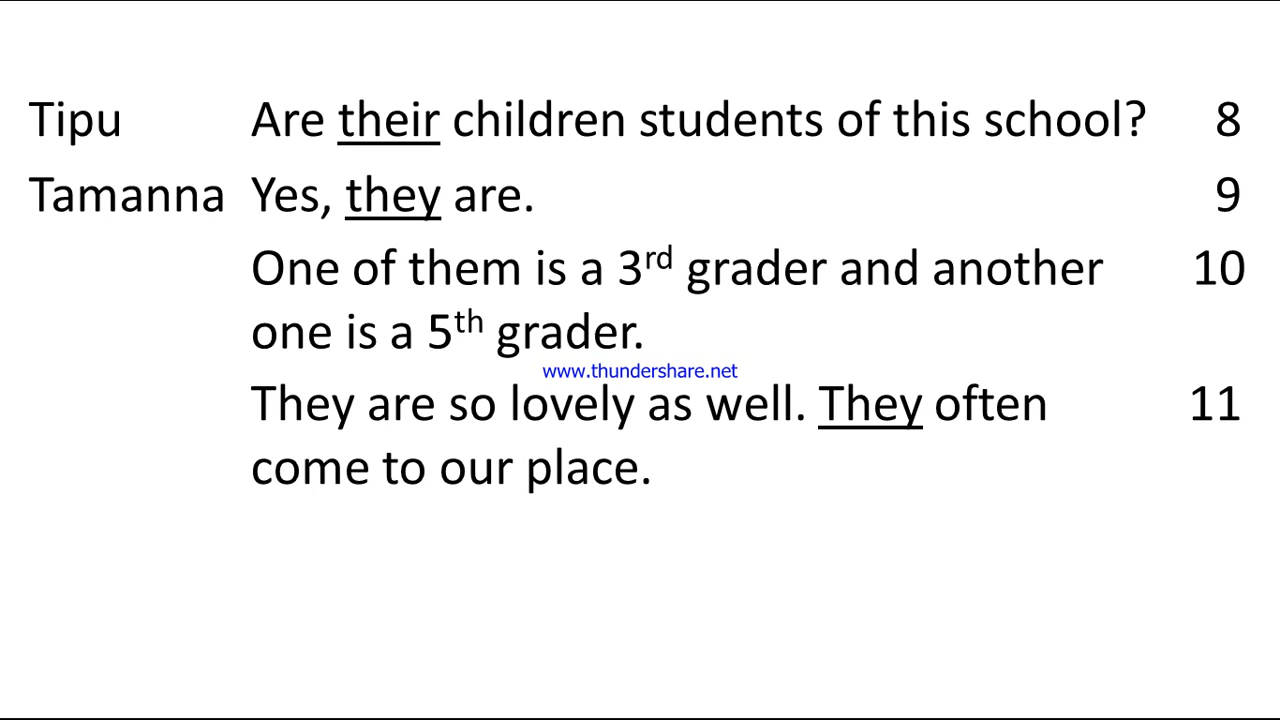 Tipu Are their children students of this school? 8
Tamanna Yes, they are. 9
One of them is a 3rd grader and another 10
one is a 5th grader.
www.thundershare.net
They are so lovely as well. They often 11
come to our place.